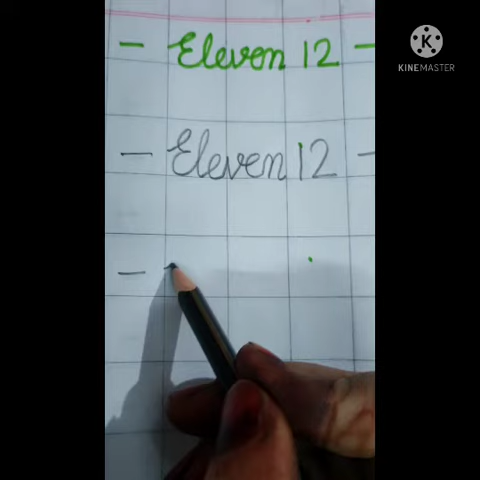 - Eleven 12 -
KINEMASTER
- Eleven 12 -
-